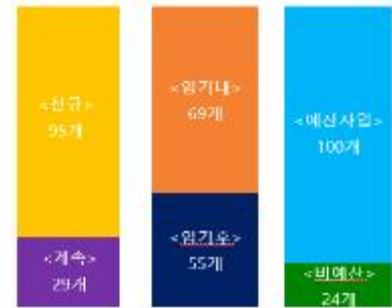 <신규>
95개
<계속>
29개
<임기내>
69개
<임기후>
55개
<예산사업>
100개
<비예산>
24개